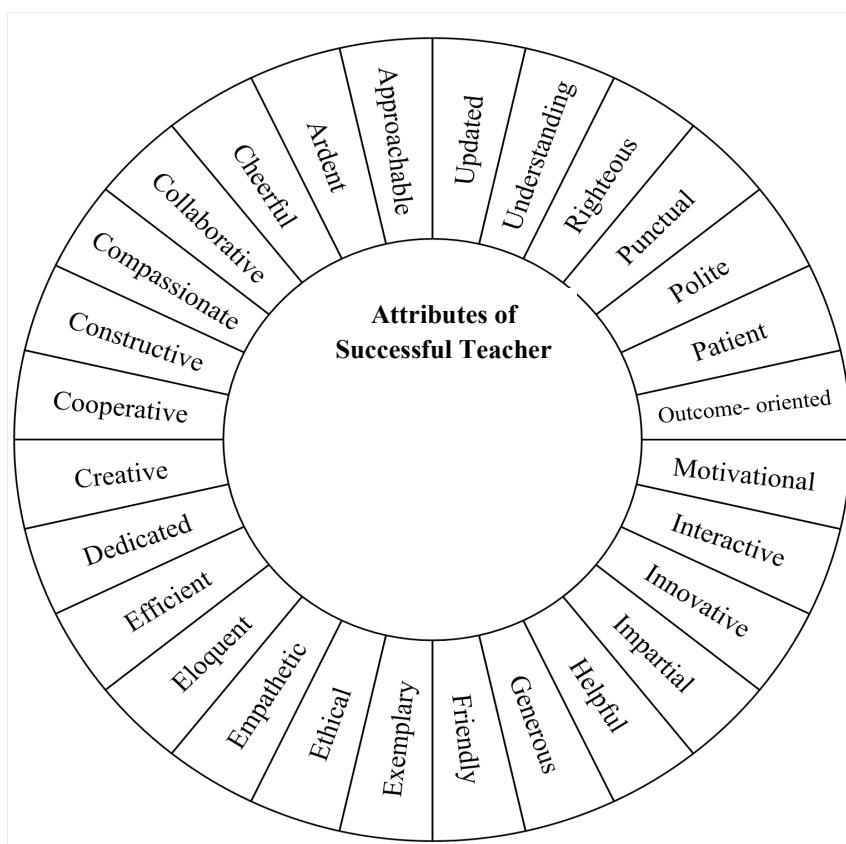 Attributes of
Successful Teacher
Updated
Understanding
Righteous
Punctual
Polite
Patient
Outcome- oriented
Motivational
Interactive
Innovative
Impartial
Helpful
Generous
Friendly
Exemplary
Ethical
Empathetic
Eloquent
Efficient
Dedicated
Creative
Cooperative
Constructive
Compassionate
Collaborative
Cheerful
Ardent
Approachable